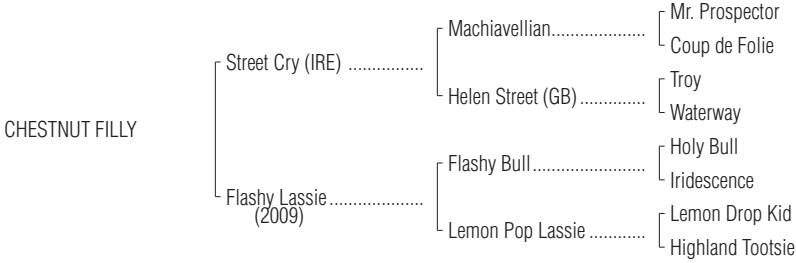 Mr. Prospector
Machiavellian....................
Coup de Folie
Street Cry (IRE) ................
Troy
Helen Street (GB) ..............
Waterway
CHESTNUT FILLY
Holy Bull
Flashy Bull........................
Iridescence
Flashy Lassie ....................
(2009)
Lemon Drop Kid
Lemon Pop Lassie ............
Highland Tootsie